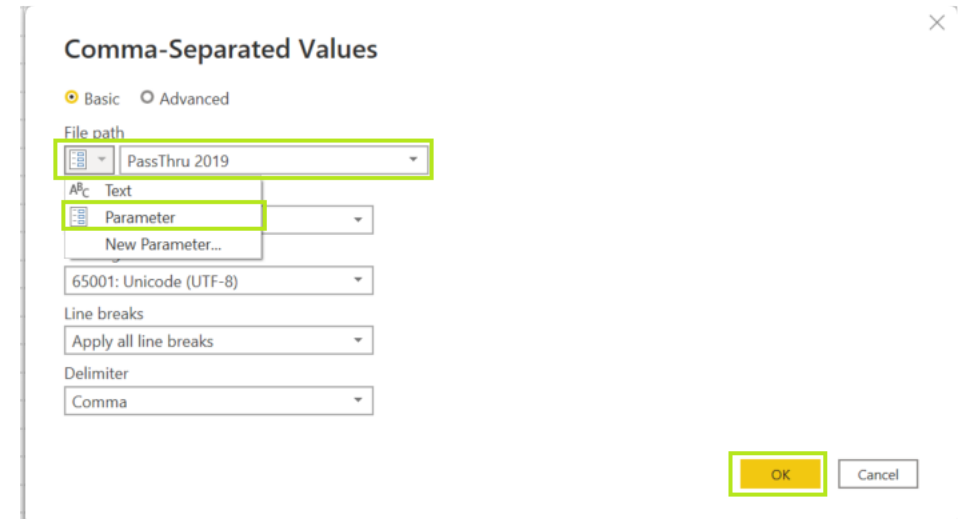 Comma-Separated Values
Basic Advanced
File path
PassThru 2019
ABC Text
Parameter
New Parameter...
65001: Unicode (UTF-8)
Line breaks
Apply all line breaks
Delimiter
Comma
OK Cancel